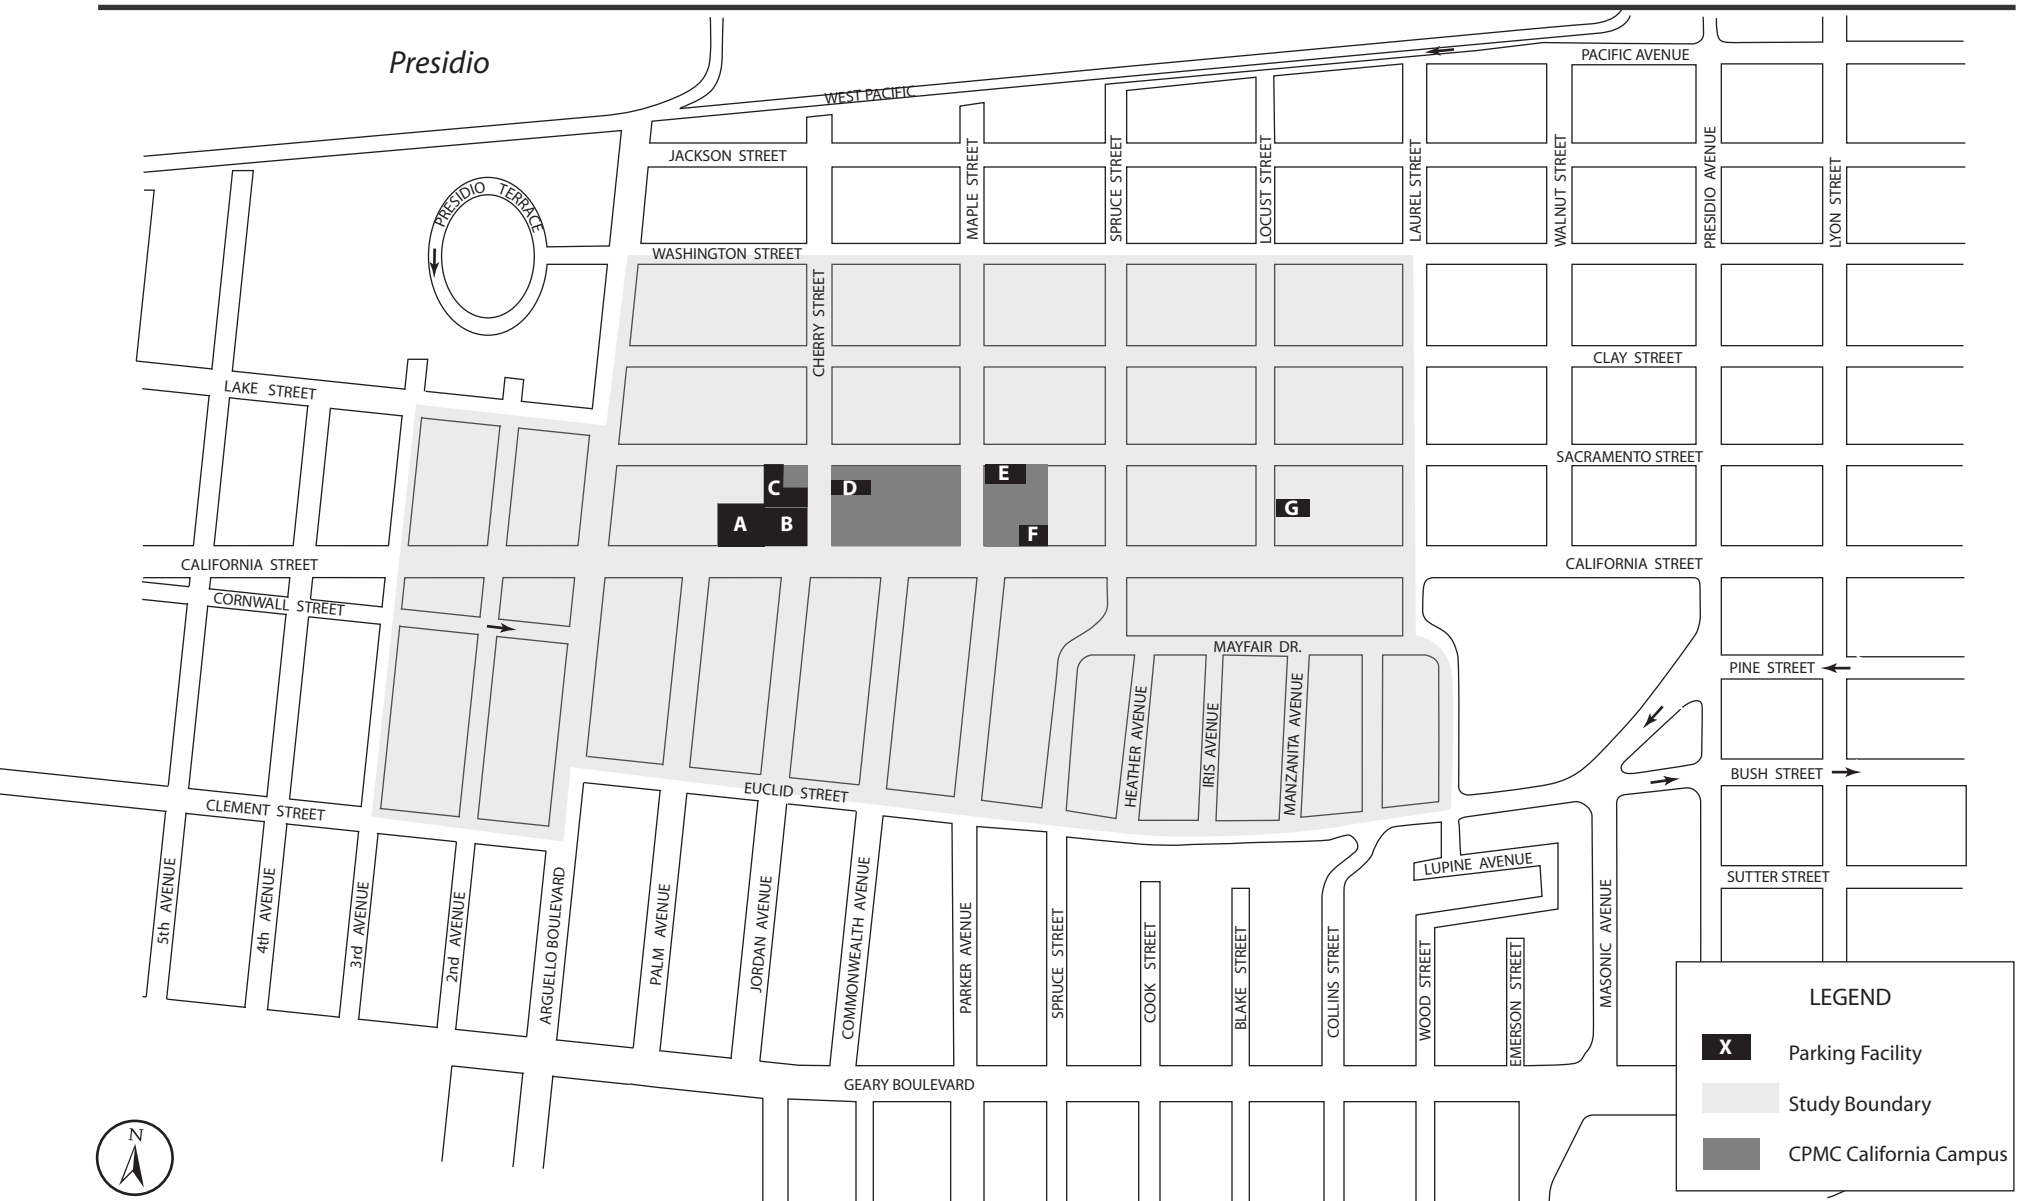 Presidio
PACIFIC AVENUE
WEST PACIFIC
JACKSON STREET
MAPLE STREET
SPRUCE STREET
LOCUST STREET
LAUREL STREET
WALNUT STREET
PRESIDIO AVENUE
LYON STREET
PRESIDIO TERRACE
WASHINGTON STREET
CHERRY STREET
CLAY STREET
LAKE STREET
SACRAMENTO STREET
C
D
E
G
A
B
F
CALIFORNIA STREET
CALIFORNIA STREET
CORNWALL STREET
MAYFAIR DR.
PINE STREET
HEATHER AVENUE
IRIS AVENUE
MANZANITA AVENUE
BUSH STREET
EUCLID STREET
CLEMENT STREET
LUPINE AVENUE
SUTTER STREET
5th AVENUE
4th AVENUE
3rd AVENUE
2nd AVENUE
ARGUELLO BOULEVARD
PALM AVENUE
JORDAN AVENUE
COMMONWEALTH AVENUE
PARKER AVENUE
SPRUCE STREET
COOK STREET
BLAKE STREET
COLLINS STREET
WOOD STREET
EMERSON STREET
MASONIC AVENUE
GEARY BOULEVARD
LEGEND
X Parking Facility
Study Boundary
CPMC California Campus
N